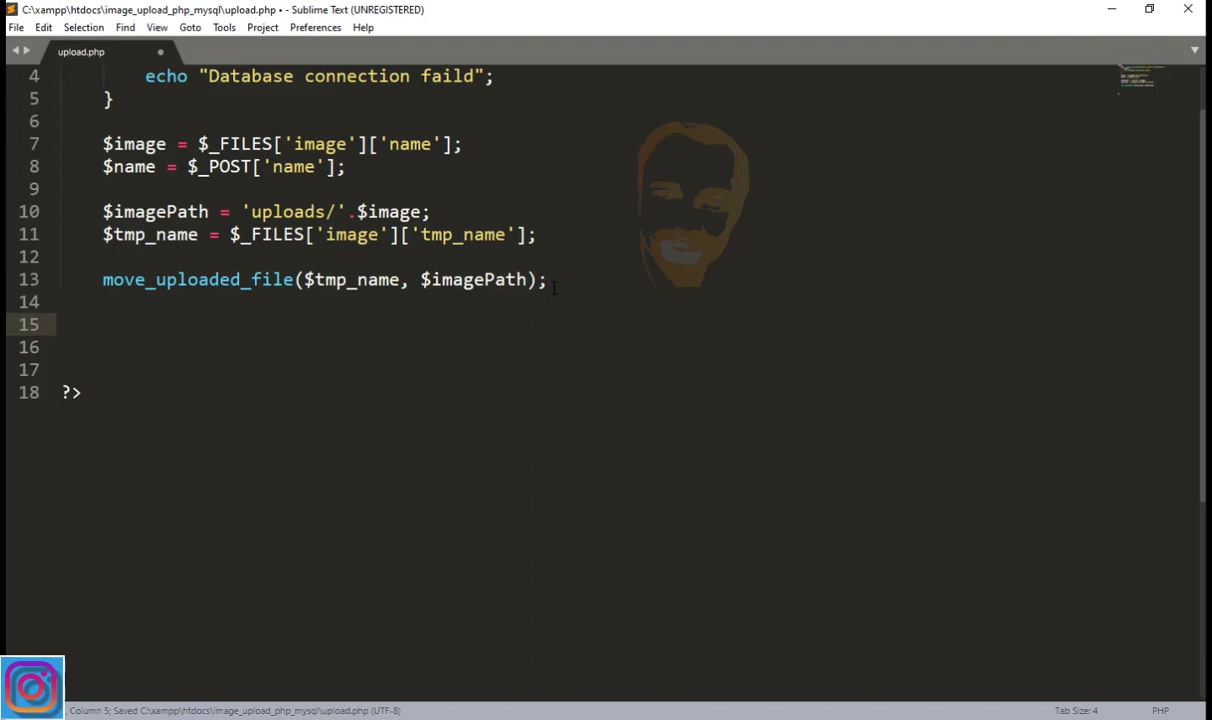 C:\xampp\htdocs\image_upload_php_mysql\upload.php • - Sublime Text (UNREGISTERED)
File Edit Selection Find View Goto Tools Project Preferences Help
upload.php
4 echo "Database connection faild";
5 }
6
7 $image = $_FILES['image']['name'];
8 $name = $_POST['name'];
9
10 $imagePath = 'uploads/'.$image;
11 $tmp_name = $_FILES['image']['tmp_name'];
12
13 move_uploaded_file($tmp_name, $imagePath);
14
15
16
17
18 ?>
, Column 5; Saved C:\xampp\htdocs\image_upload_php_mysql\upload.php (UTF-8) Tab Size: 4 PHP